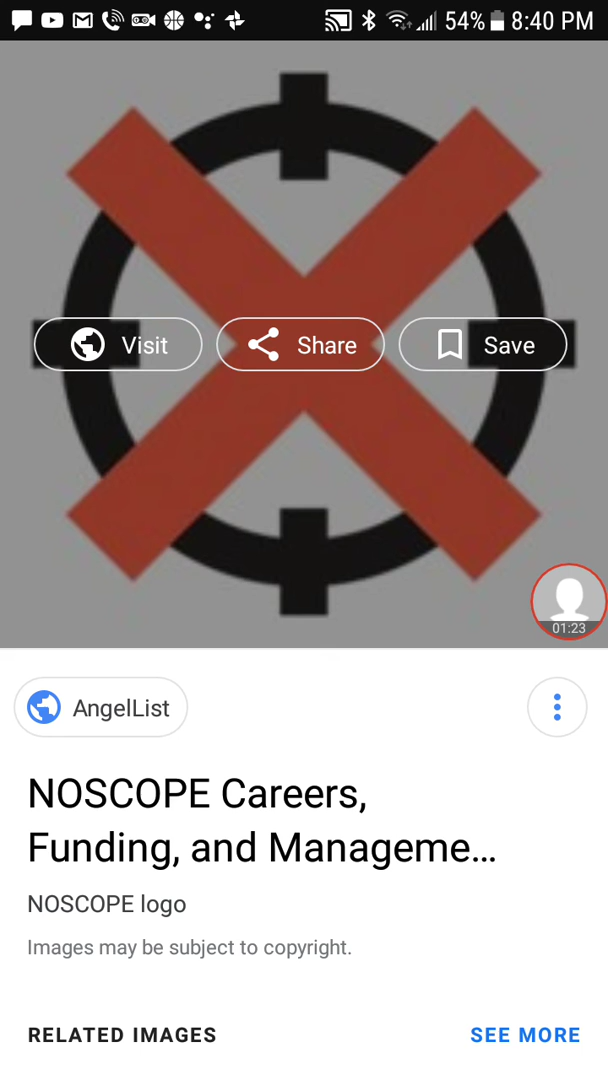 54% 8:40 PM
Visit Share Save
01:23
AngelList
NOSCOPE Careers,
Funding, and Manageme...
NOSCOPE logo
Images may be subject to copyright.
RELATED IMAGES SEE MORE